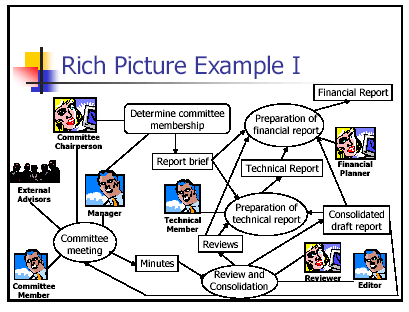 Rich Picture Example I
Financial Report
Determine committee
membership
Preparation of
financial report
Committee
Chairperson
Report brief
Technical Report
Financial
Planner
External
Advisors
Manager
Technical
Member
Preparation of
technical report
Consolidated
draft report
Committee
meeting
Reviews
Minutes
Review and
Consolidation
Committee
Member
Reviewer
Editor